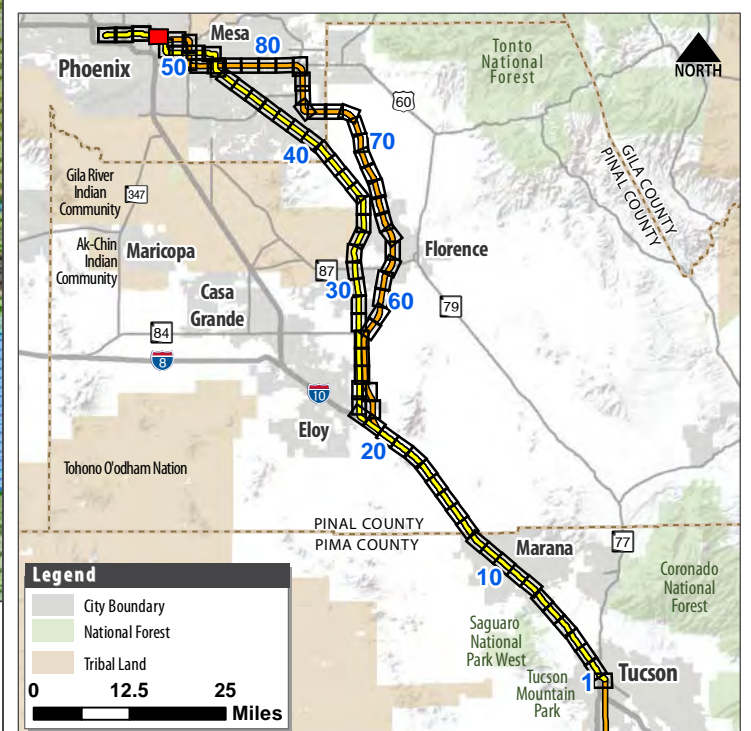 Mesa
80
Phoenix
50
Tonto
National
Forest
NORTH
60
70
40
GILA COUNTY
PINAL COUNTY
Gila River
Indian
Community
347
Ak-Chin
Indian
Community
Maricopa
Florence
87
30
60
Casa
Grande
79
84
8
10
Eloy
20
Tohono O'odham Nation
PINAL COUNTY
PIMA COUNTY
Marana
77
10
Coronado
National
Forest
Saguaro
National
Park West
Tucson
Mountain
Park
1
Tucson
Legend
City Boundary
National Forest
Tribal Land
0 12.5 25
Miles